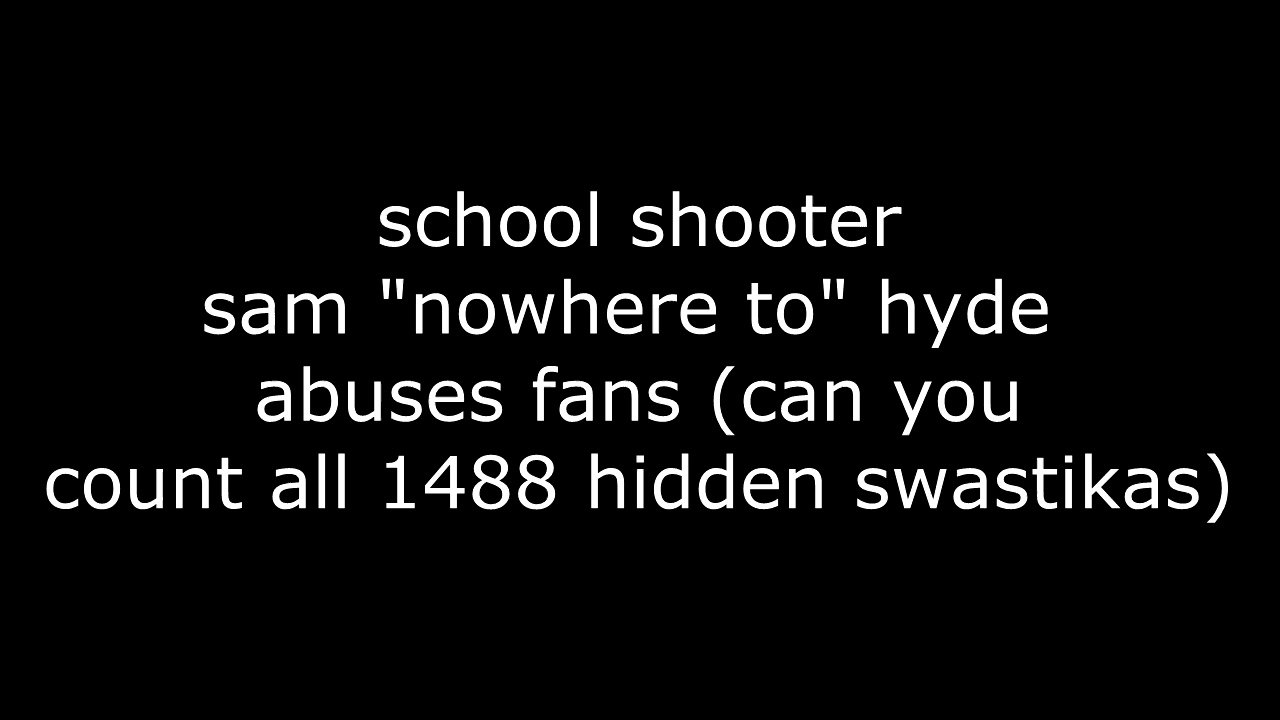 school shooter
sam "nowhere to" hyde
abuses fans (can you
count all 1488 hidden swastikas)